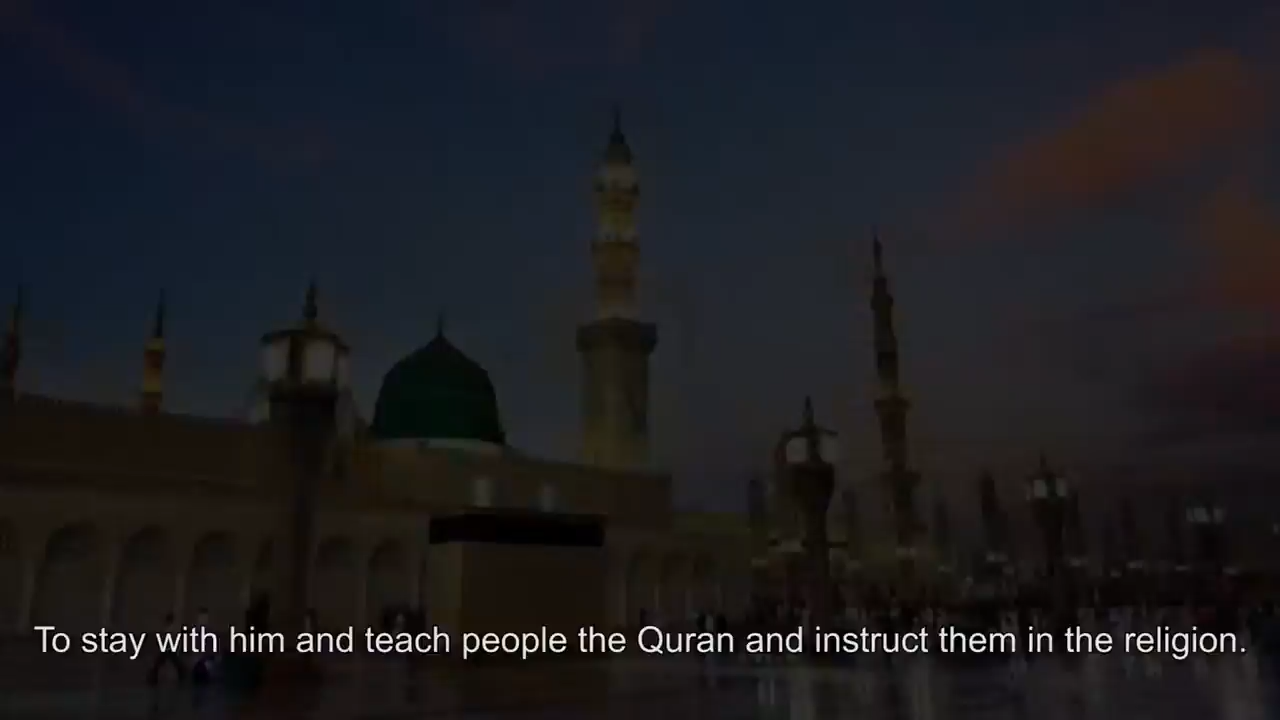 To stay with him and teach people the Quran and instruct them in the religion.